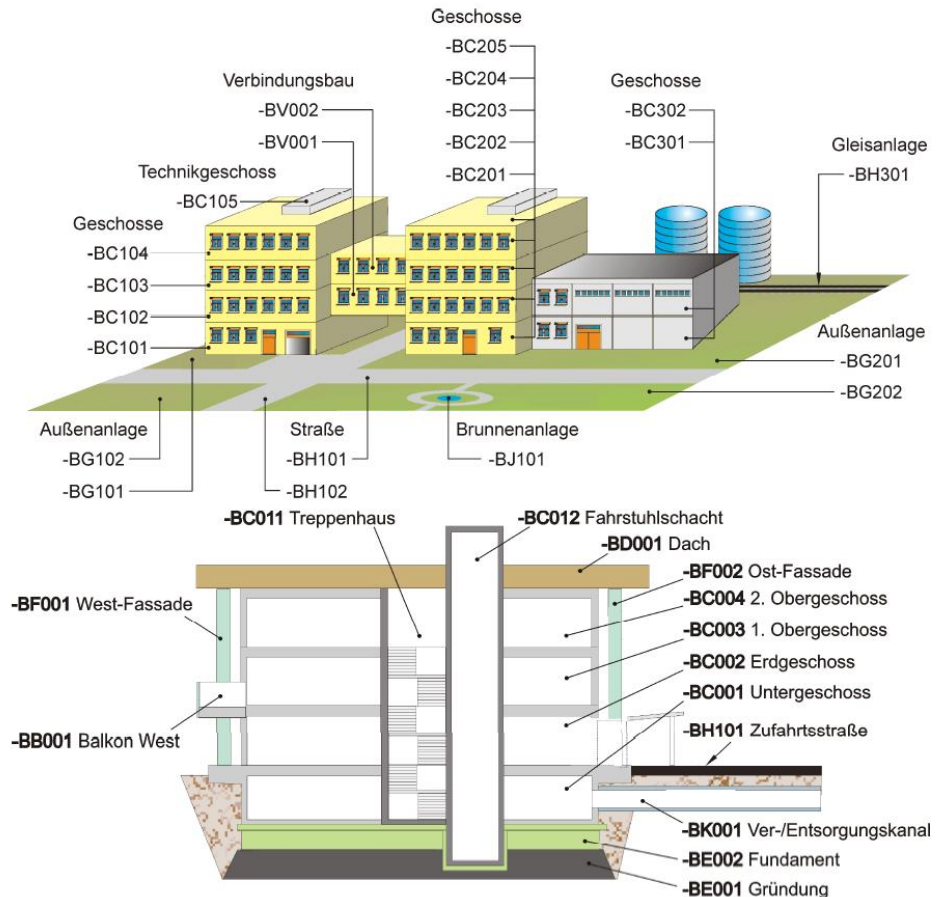 Geschosse
-BC205
-BC204
-BC203
-BC202
-BC201
Verbindungsbau
-BV002
-BV001
Geschosse
-BC302
-BC301
Gleisanlage
-BH301
Technikgeschoss
-BC105
Geschosse
-BC104
-BC103
-BC102
-BC101
Außenanlage
-BG201
-BG202
Außenanlage
-BG102
-BG101
Straße
-BH101
-BH102
Brunnenanlage
-BJ101
-BC011 Treppenhaus
-BC012 Fahrstuhlschacht
-BD001 Dach
-BF002 Ost-Fassade
-BF001 West-Fassade
-BC004 2. Obergeschoss
-BC003 1. Obergeschoss
-BC002 Erdgeschoss
-BC001 Untergeschoss
-BB001 Balkon West
-BH101 Zufahrtsstraße
-BK001 Ver-/Entsorgungskanal
-BE002 Fundament
-BE001 Gründung